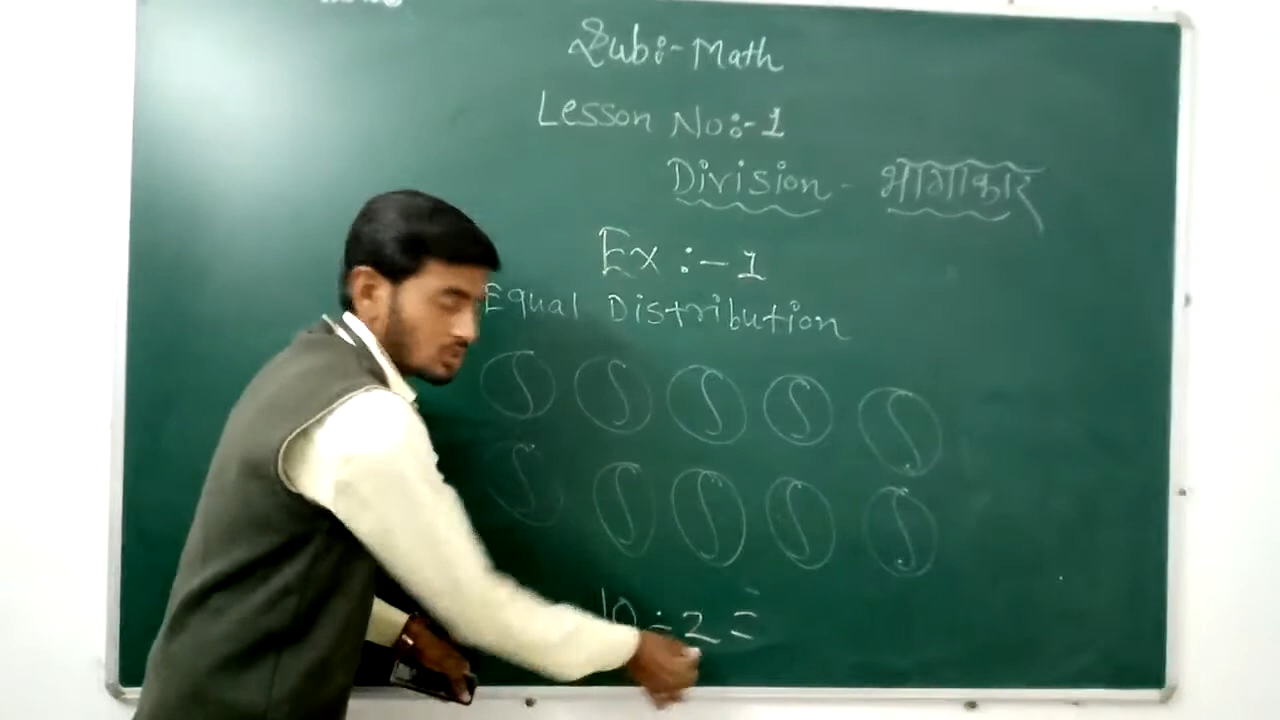 Subi:-Math
Lesson No:-1
Division - भागाकार
Ex:-1
Equal Distribution
10÷2=